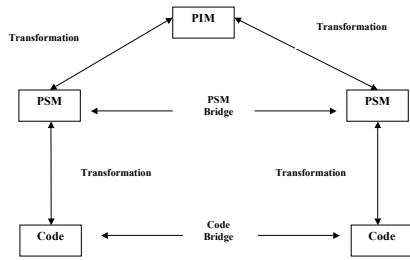 PIM
Transformation
Transformation
PSM
PSM
Bridge
PSM
Transformation
Transformation
Code
Code
Bridge
Code